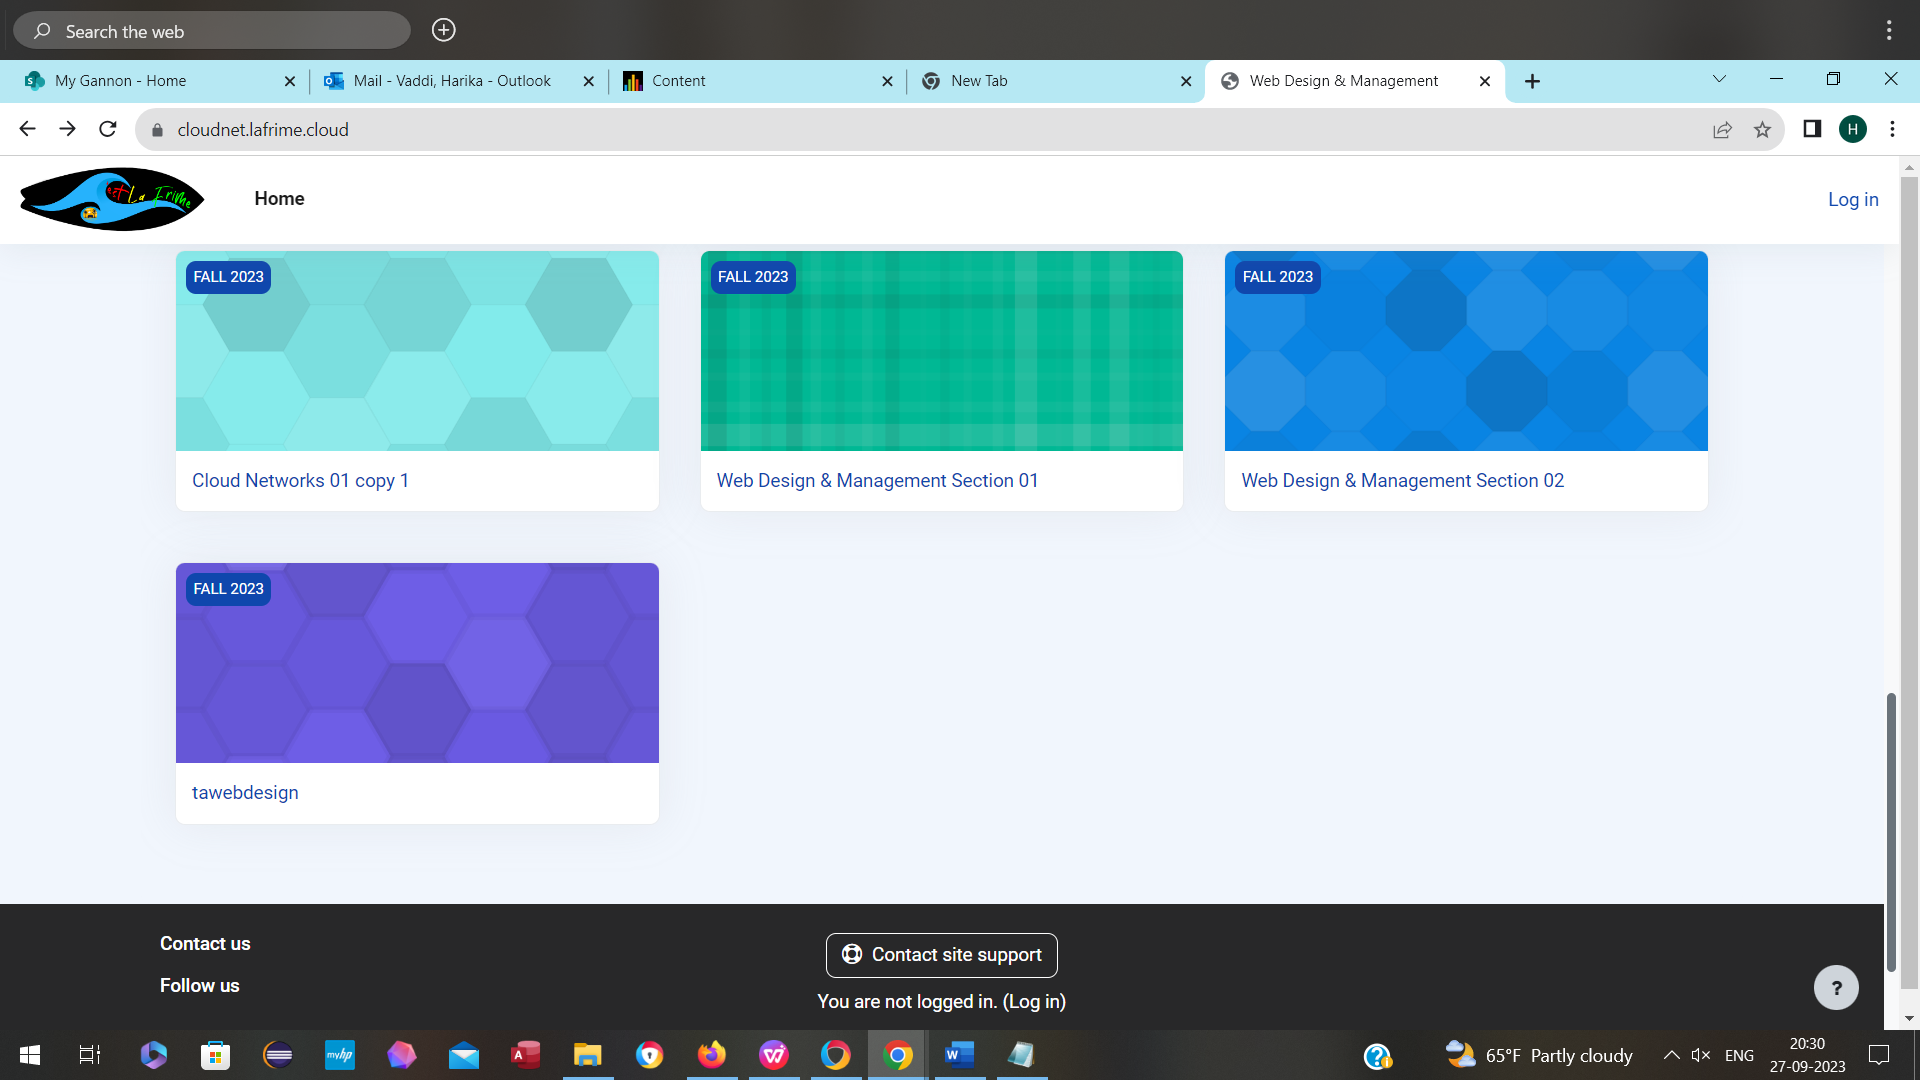 Search the web
My Gannon - Home
Mail - Vaddi, Harika - Outlook
Content
New Tab
Web Design & Management
cloudnet.lafrime.cloud
H
net La Frime
Home
Log in
FALL 2023
FALL 2023
FALL 2023
Cloud Networks 01 copy 1
Web Design & Management Section 01
Web Design & Management Section 02
FALL 2023
tawebdesign
Contact us
Contact site support
Follow us
You are not logged in. (Log in)
?
myhp
65°F Partly cloudy
ENG
20:30
27-09-2023